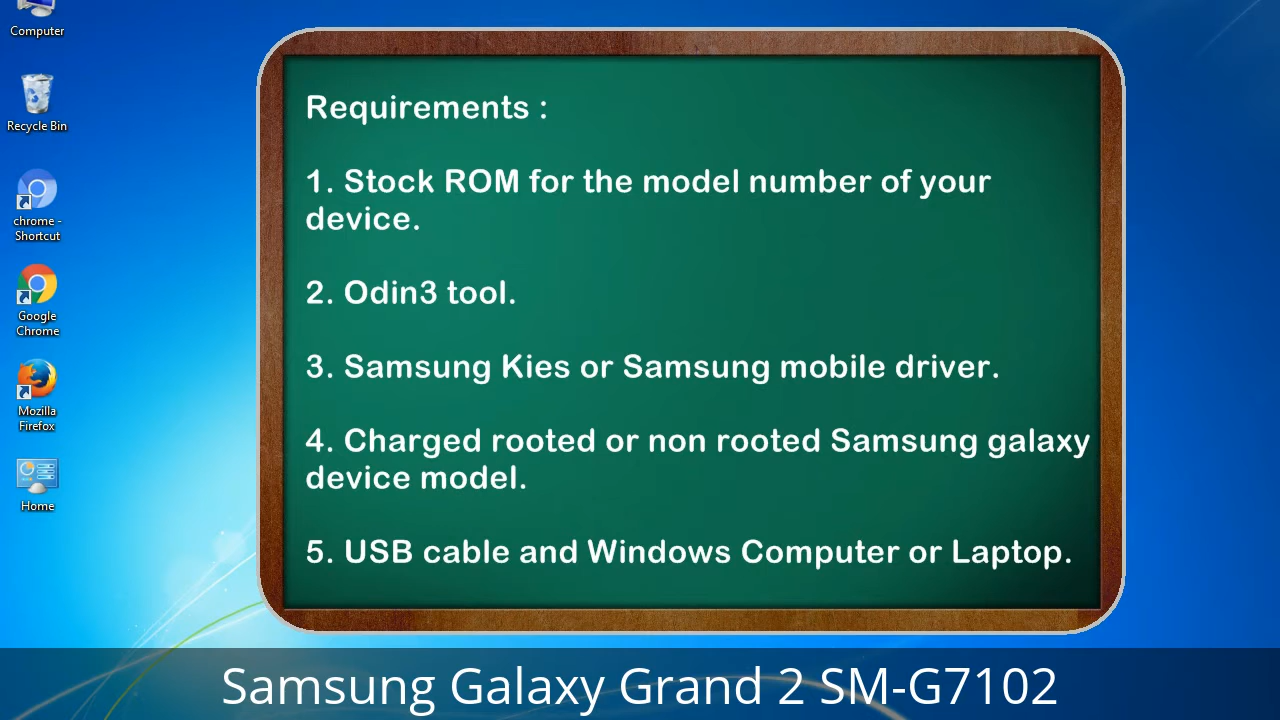 Computer
Recycle Bin
chrome -
Shortcut
Google
Chrome
Mozilla
Firefox
Home
Requirements :
1. Stock ROM for the model number of your
device.
2. Odin3 tool.
3. Samsung Kies or Samsung mobile driver.
4. Charged rooted or non rooted Samsung galaxy
device model.
5. USB cable and Windows Computer or Laptop.
Samsung Galaxy Grand 2 SM-G7102